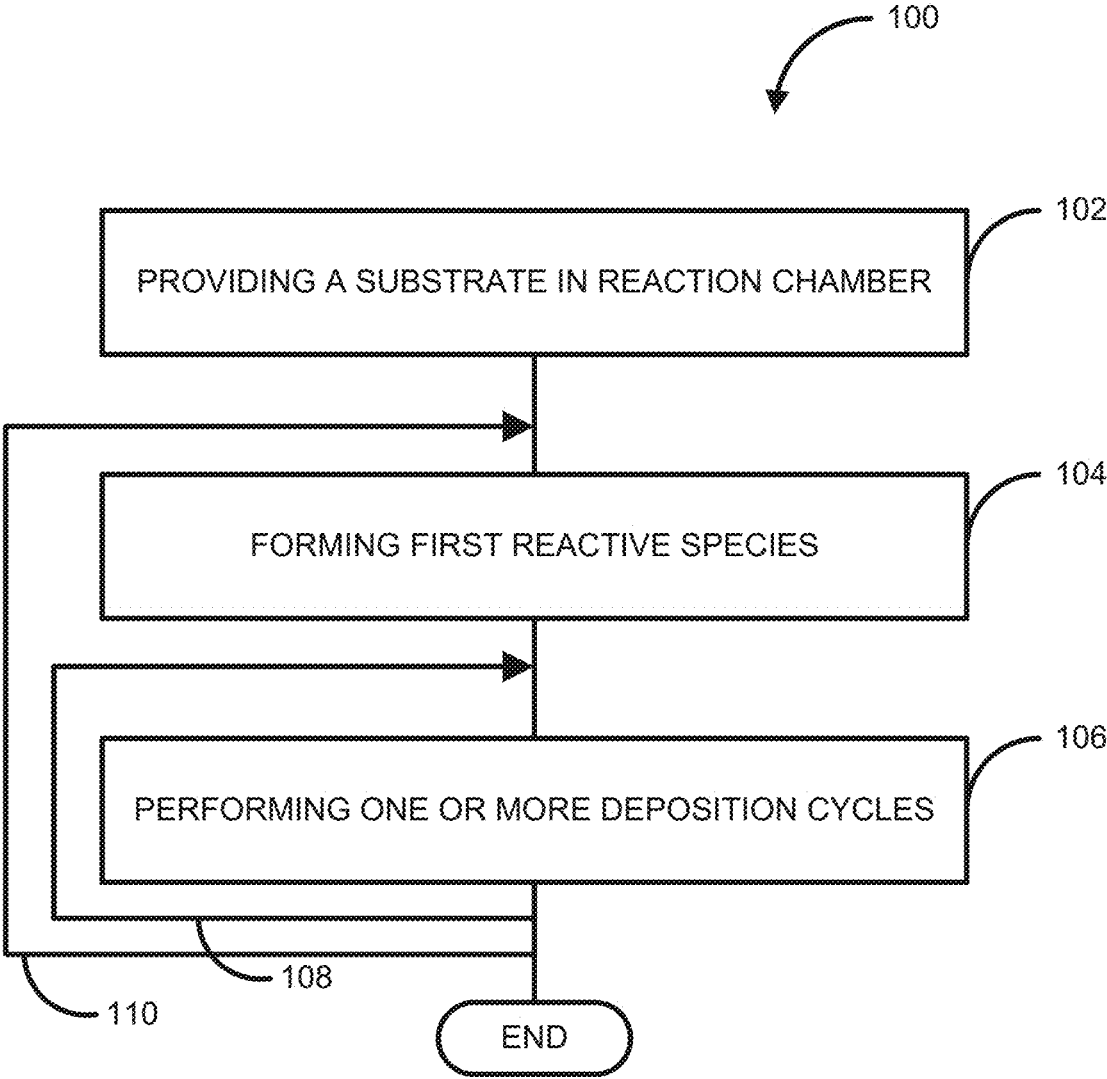 100
102
PROVIDING A SUBSTRATE IN REACTION CHAMBER
104
FORMING FIRST REACTIVE SPECIES
106
PERFORMING ONE OR MORE DEPOSITION CYCLES
108
110
END